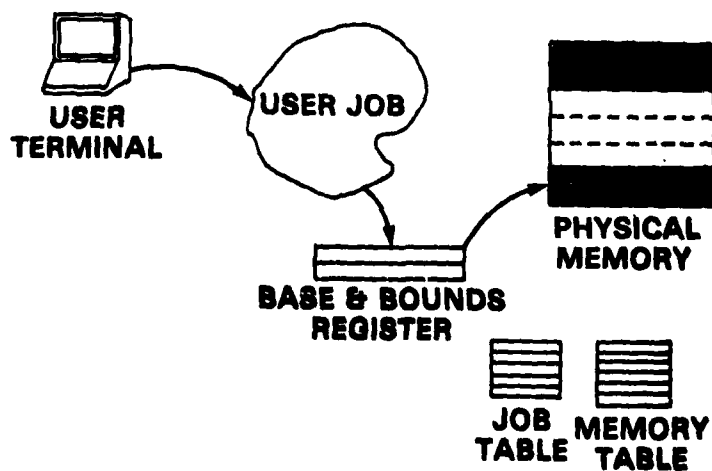 USER
TERMINAL
USER JOB
PHYSICAL
MEMORY
BASE & BOUNDS
REGISTER
JOB
TABLE
MEMORY
TABLE